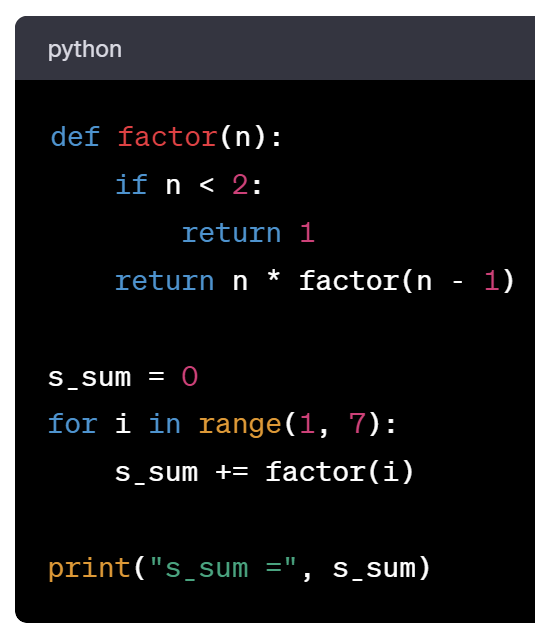 python
def factor(n):
    if n < 2:
        return 1
    return n * factor(n - 1)
s_sum = 0
for i in range(1, 7):
    s_sum += factor(i)
print("s_sum =", s_sum)